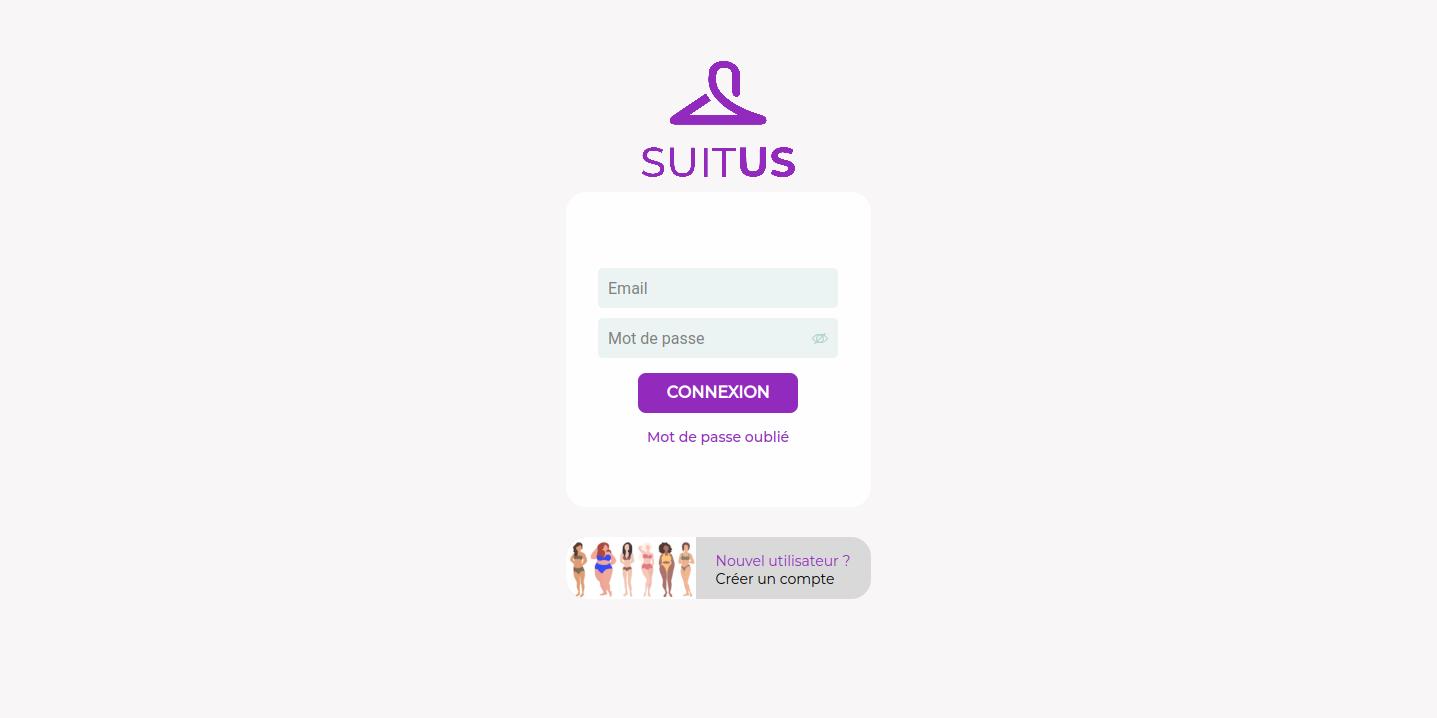 SUITUS
Email
Mot de passe
CONNEXION
Mot de passe oublié
Nouvel utilisateur ?
Créer un compte